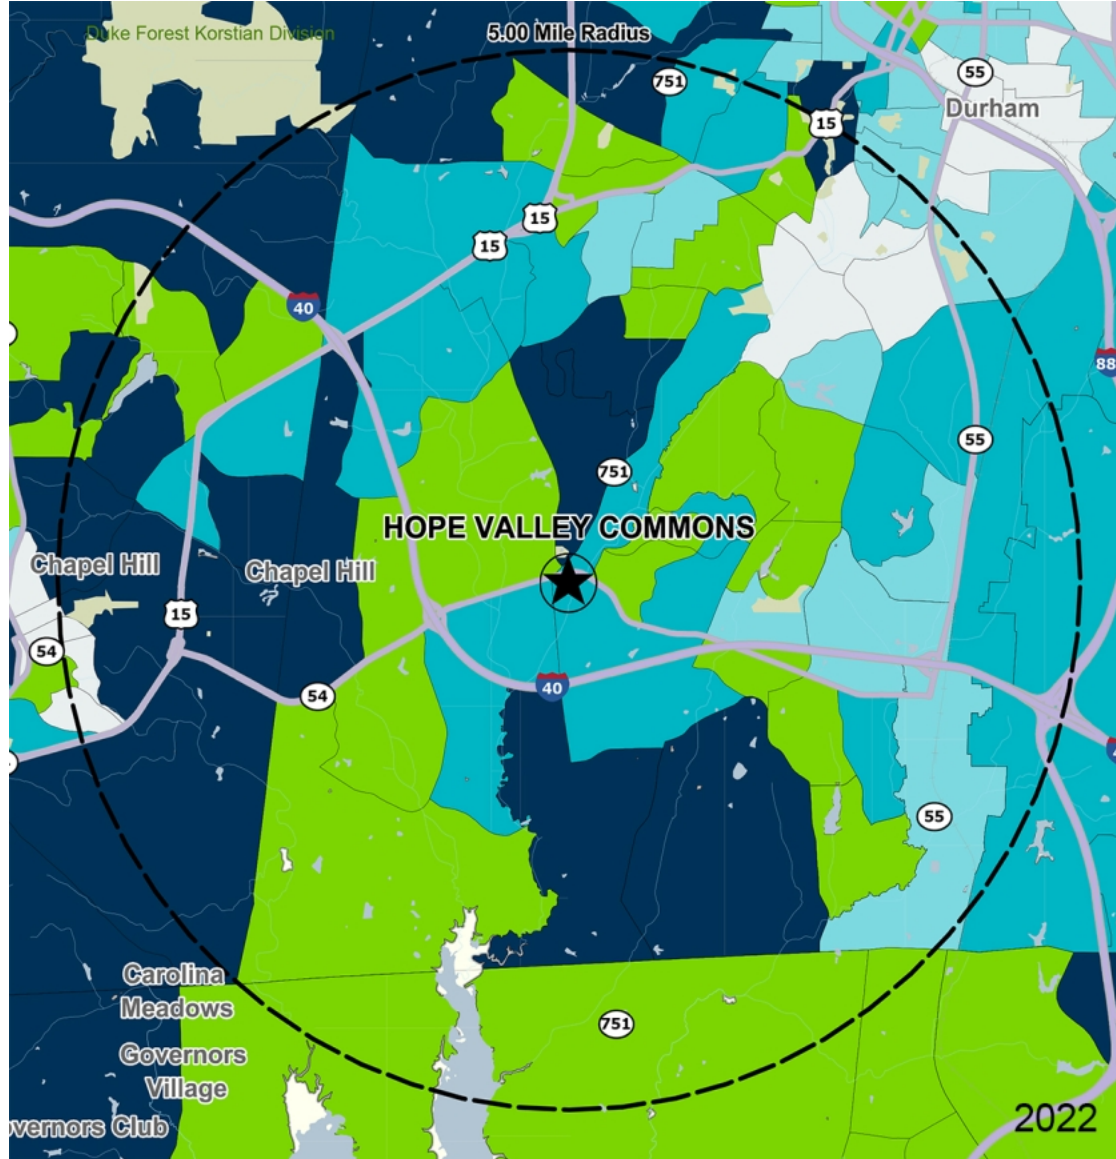 Duke Forest Korstian Division
5.00 Mile Radius
751
55
Durham
15
15
15
40
88
55
751
HOPE VALLEY COMMONS
Chapel Hill
Chapel Hill
15
54
40
54
55
Carolina
Meadows
751
Governors
Village
vernors Club
2022